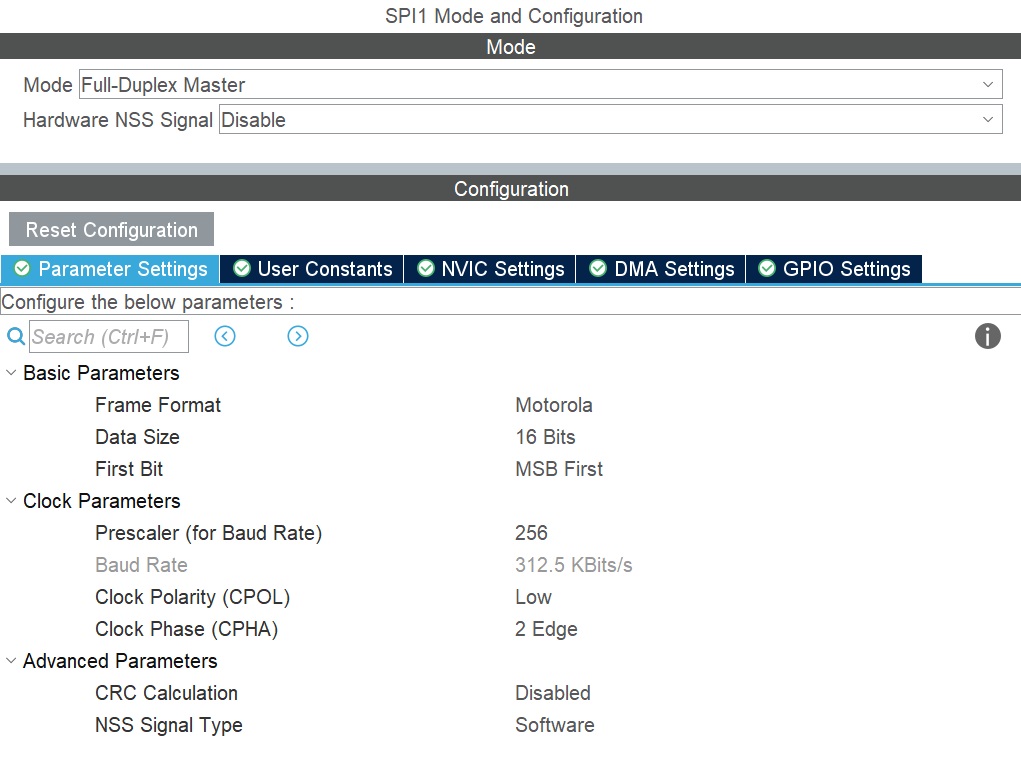 SPI1 Mode and Configuration
Mode
Mode Full-Duplex Master
Hardware NSS Signal Disable
Configuration
Reset Configuration
Parameter Settings User Constants NVIC Settings DMA Settings GPIO Settings
Configure the below parameters :
Search (Ctrl+F)
Basic Parameters
Frame Format Motorola
Data Size 16 Bits
First Bit MSB First
Clock Parameters
Prescaler (for Baud Rate) 256
Baud Rate 312.5 KBits/s
Clock Polarity (CPOL) Low
Clock Phase (CPHA) 2 Edge
Advanced Parameters
CRC Calculation Disabled
NSS Signal Type Software